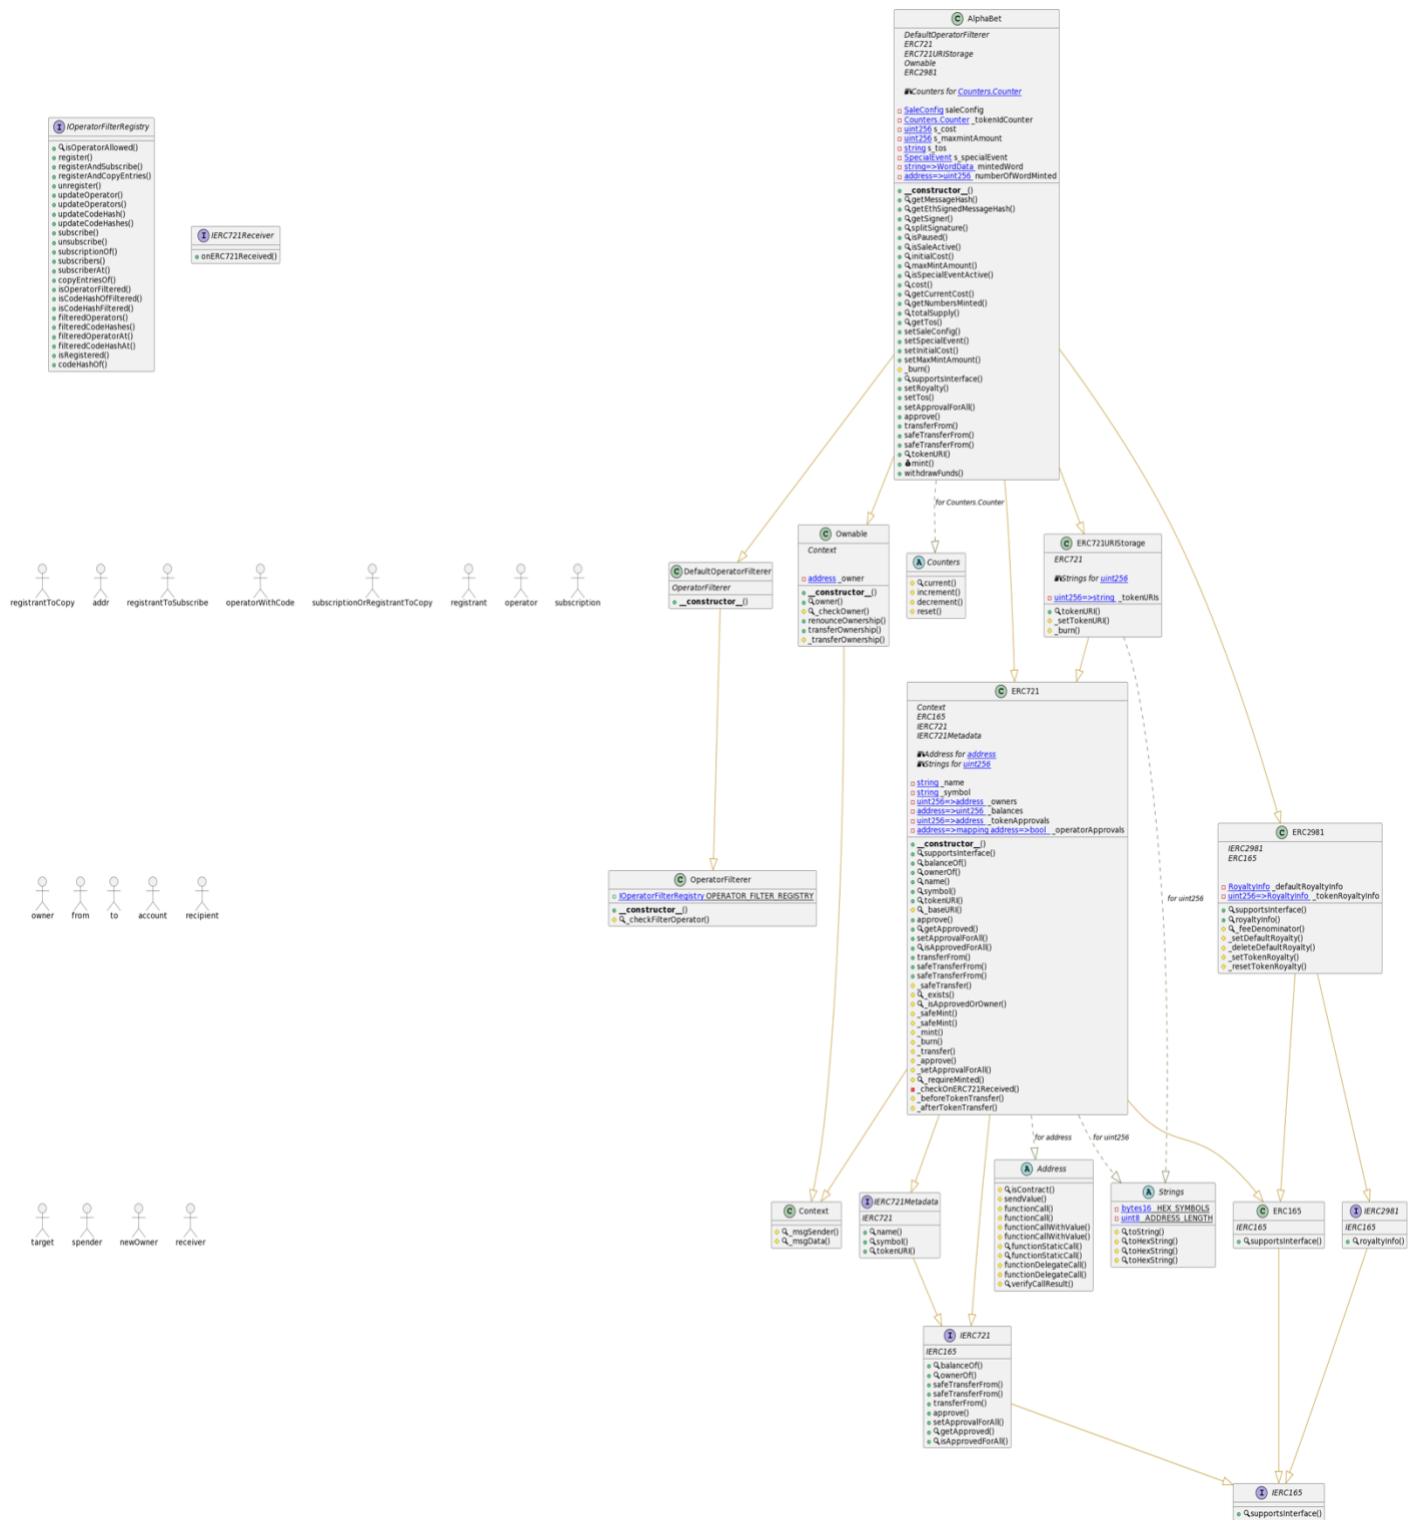 AlphaBet
DefaultOperatorFilterer
ERC721
ERC721URIStorage
Ownable
ERC2981
Counters for Counters.Counter
SaleConfig saleConfig
Counters.Counter _tokenIdCounter
uint256 s_cost
uint256 s_maxmintAmount
string s_tos
SpecialEvent s_specialEvent
string=>WordData mintedWord
address=>uint256 numberOfWordMinted
__constructor__()
getMessageHash()
getEthSignedMessageHash()
getSigner()
splitSignature()
isPaused()
isSaleActive()
initialCost()
maxMintAmount()
isSpecialEventActive()
cost()
getCurrentCost()
getNumbersMinted()
totalSupply()
getTos()
setSaleConfig()
setSpecialEvent()
setInitialCost()
setMaxMintAmount()
_burn()
supportsInterface()
setRoyalty()
setTos()
setApprovalForAll()
approve()
transferFrom()
safeTransferFrom()
safeTransferFrom()
tokenURI()
mint()
withdrawFunds()
IOperatorFilterRegistry
isOperatorAllowed()
register()
registerAndSubscribe()
registerAndCopyEntries()
unregister()
updateOperator()
updateOperators()
updateCodeHash()
updateCodeHashes()
subscribe()
unsubscribe()
subscriptionOf()
subscribers()
subscriberAt()
copyEntriesOf()
isOperatorFiltered()
isCodeHashOfFiltered()
isCodeHashFiltered()
filteredOperators()
filteredCodeHashes()
filteredOperatorAt()
filteredCodeHashAt()
isRegistered()
codeHashOf()
IERC721Receiver
onERC721Received()
for Counters.Counter
registrantToCopy
addr
registrantToSubscribe
operatorWithCode
subscriptionOrRegistrantToCopy
registrant
operator
subscription
DefaultOperatorFilterer
OperatorFilterer
__constructor__()
Ownable
Context
address _owner
__constructor__()
owner()
_checkOwner()
renounceOwnership()
transferOwnership()
_transferOwnership()
Counters
current()
increment()
decrement()
reset()
ERC721URIStorage
ERC721
Strings for uint256
uint256=>string _tokenURIs
tokenURI()
_setTokenURI()
_burn()
ERC721
Context
ERC165
IERC721
IERC721Metadata
Address for address
Strings for uint256
string _name
string _symbol
uint256=>address _owners
address=>uint256 _balances
uint256=>address _tokenApprovals
address=>mapping address=>bool _operatorApprovals
__constructor__()
supportsInterface()
balanceOf()
ownerOf()
name()
symbol()
tokenURI()
_baseURI()
approve()
getApproved()
setApprovalForAll()
isApprovedForAll()
transferFrom()
safeTransferFrom()
safeTransferFrom()
_safeTransfer()
_exists()
_isApprovedOrOwner()
_safeMint()
_safeMint()
_mint()
_burn()
_transfer()
_approve()
_setApprovalForAll()
_requireMinted()
_checkOnERC721Received()
_beforeTokenTransfer()
_afterTokenTransfer()
owner
from
to
account
recipient
OperatorFilterer
IOperatorFilterRegistry OPERATOR_FILTER_REGISTRY
__constructor__()
_checkFilterOperator()
for uint256
ERC2981
IERC2981
ERC165
RoyaltyInfo _defaultRoyaltyInfo
uint256=>RoyaltyInfo _tokenRoyaltyInfo
supportsInterface()
royaltyInfo()
_feeDenominator()
_setDefaultRoyalty()
_deleteDefaultRoyalty()
_setTokenRoyalty()
_resetTokenRoyalty()
for address
for uint256
target
spender
newOwner
receiver
Context
_msgSender()
_msgData()
IERC721Metadata
IERC721
name()
symbol()
tokenURI()
Address
isContract()
sendValue()
functionCall()
functionCall()
functionCallWithValue()
functionCallWithValue()
functionStaticCall()
functionStaticCall()
functionDelegateCall()
functionDelegateCall()
verifyCallResult()
Strings
bytes16 _HEX_SYMBOLS
uint8 _ADDRESS_LENGTH
toString()
toHexString()
toHexString()
toHexString()
ERC165
IERC165
supportsInterface()
IERC2981
IERC165
royaltyInfo()
IERC721
IERC165
balanceOf()
ownerOf()
safeTransferFrom()
safeTransferFrom()
transferFrom()
approve()
setApprovalForAll()
getApproved()
isApprovedForAll()
IERC165
supportsInterface()